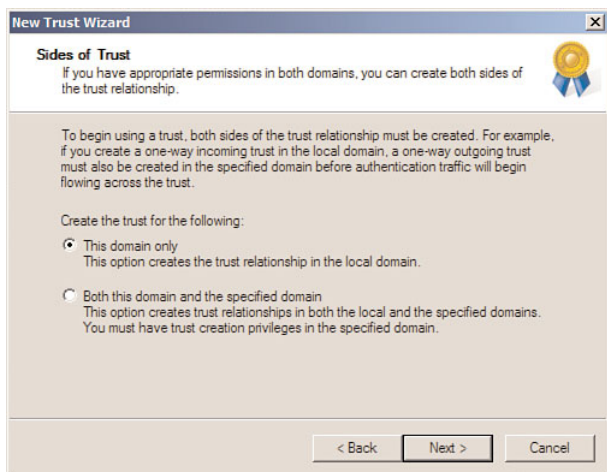 New Trust Wizard
Sides of Trust
If you have appropriate permissions in both domains, you can create both sides of
the trust relationship.
To begin using a trust, both sides of the trust relationship must be created. For example,
if you create a one-way incoming trust in the local domain, a one-way outgoing trust
must also be created in the specified domain before authentication traffic will begin
flowing across the trust.
Create the trust for the following:
This domain only
This option creates the trust relationship in the local domain.
Both this domain and the specified domain
This option creates trust relationships in both the local and the specified domains.
You must have trust creation privileges in the specified domain.
< Back Next > Cancel